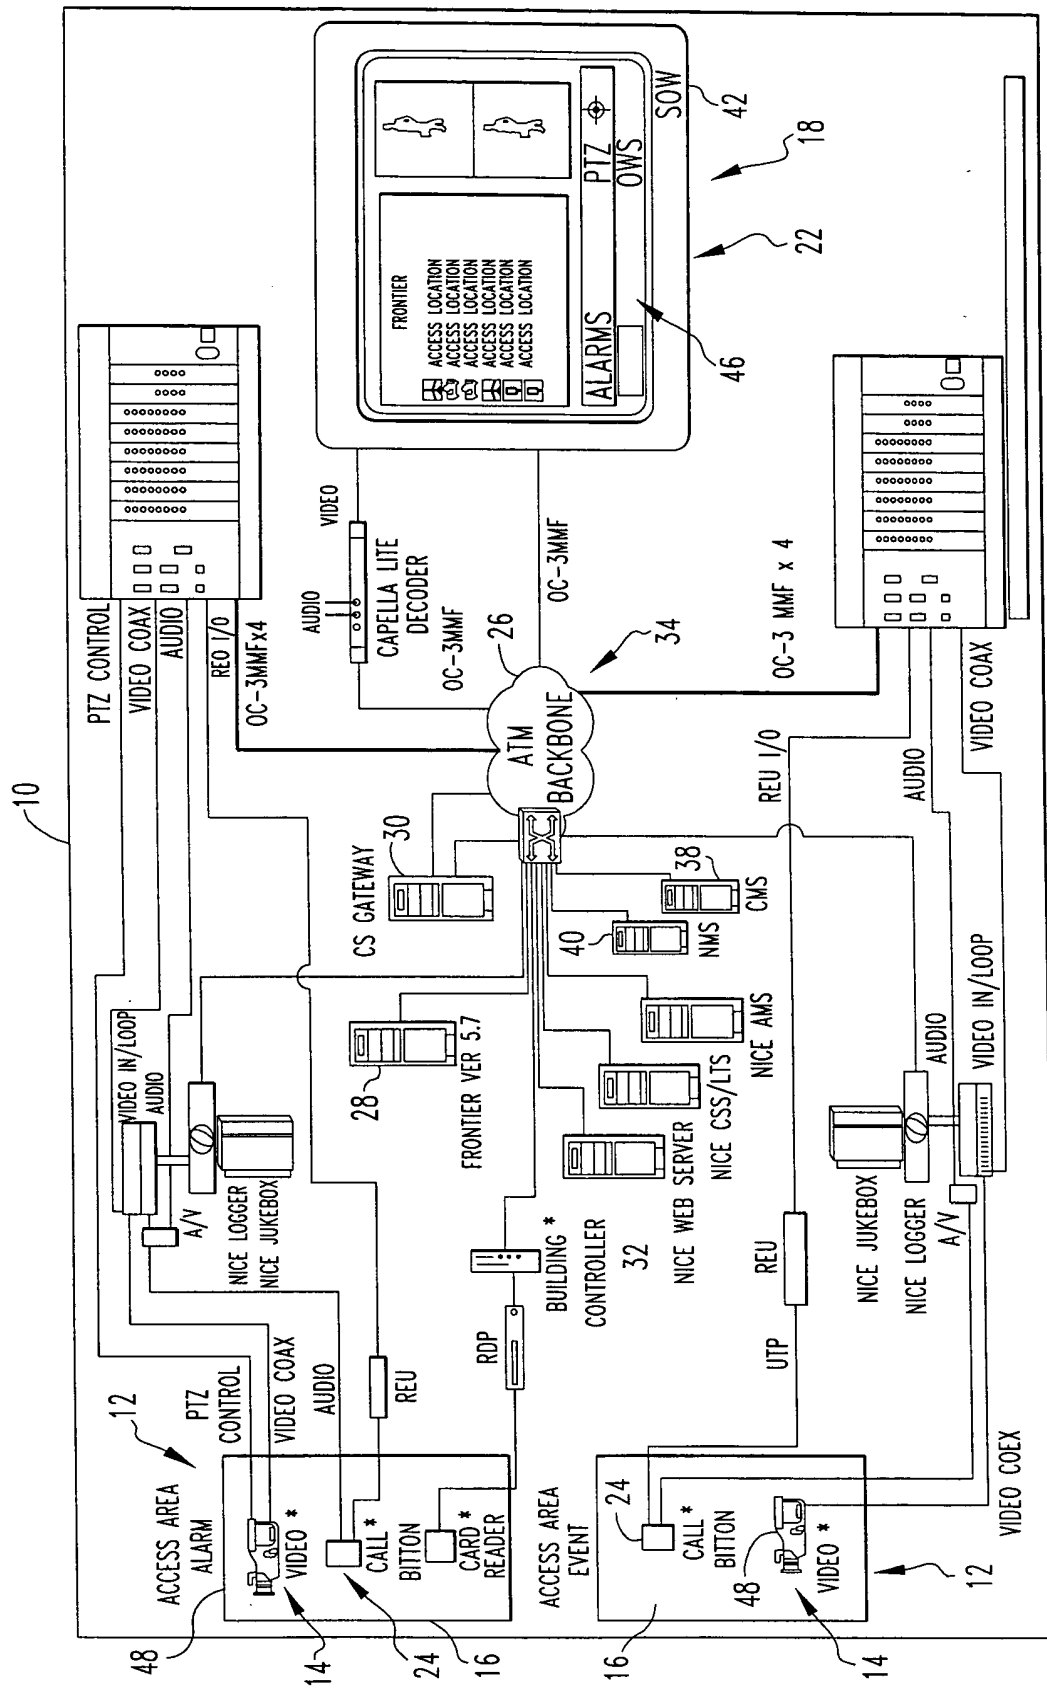 10
PTZ CONTROL
VIDEO COAX
AUDIO
REO I/O
OC-3MMFx4
VIDEO IN/LOOP
AUDIO
A/V
NICE LOGGER
NICE JUKEBOX
12
PTZ
CONTROL
VIDEO COAX
AUDIO
REU
ACCESS AREA
ALARM
48
VIDEO *
14
CALL *
BITTON
24
CARD *
READER
16
RDP
BUILDING *
CONTROLLER
32
28
FRONTIER VER 5.7
CS GATEWAY
30
AUDIO
VIDEO
CAPELLA LITE
DECODER
OC-3MMF
OC-3MMF
26
ATM
BACKBONE
34
FRONTIER
ACCESS LOCATION
ACCESS LOCATION
ACCESS LOCATION
ACCESS LOCATION
ACCESS LOCATION
ACCESS LOCATION
ALARMS
PTZ
OWS
SOW
42
18
22
46
NICE WEB SERVER
NICE CSS/LTS
NICE AMS
40
NMS
38
CMS
OC-3 MMF x 4
REU I/O
AUDIO
VIDEO COAX
ACCESS AREA
EVENT
24
CALL *
BITTON
48
VIDEO *
16
14
12
UTP
REU
NICE JUKEBOX
NICE LOGGER
A/V
AUDIO
VIDEO IN/LOOP
VIDEO COEX